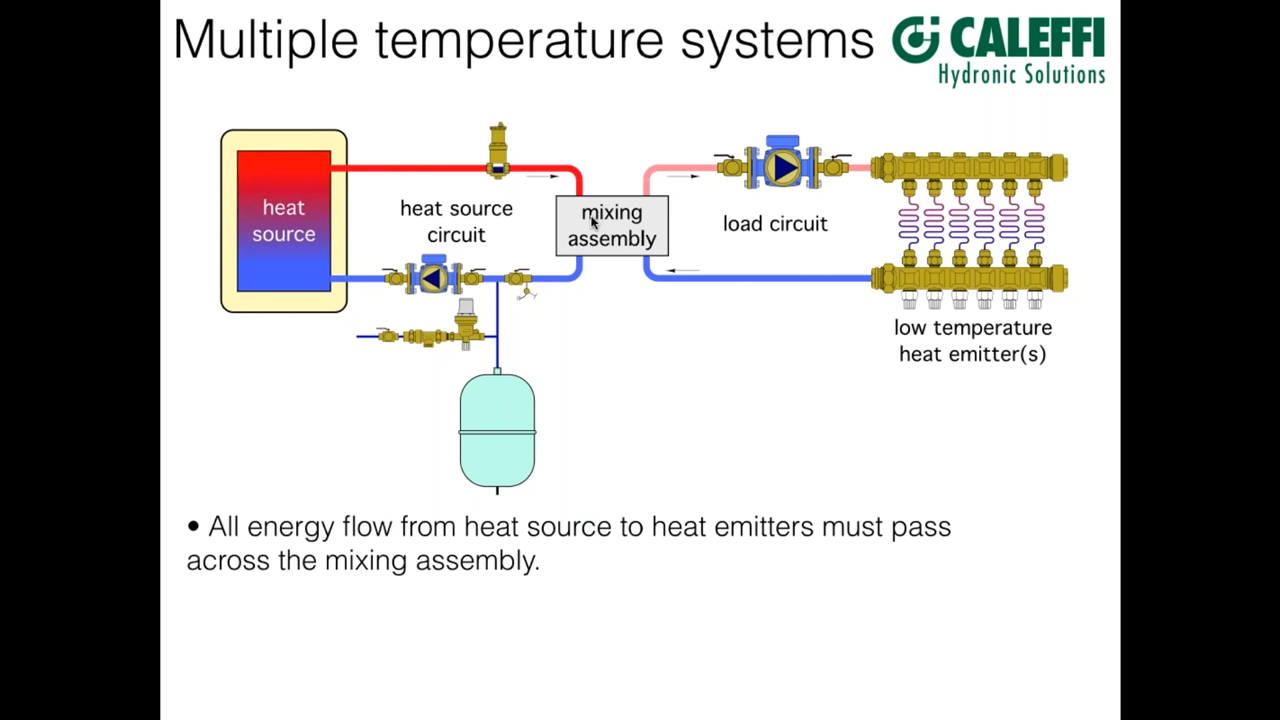 Multiple temperature systems
CALEFFI
Hydronic Solutions
heat
source
heat source
circuit
mixing
assembly
load circuit
low temperature
heat emitter(s)
• All energy flow from heat source to heat emitters must pass
across the mixing assembly.